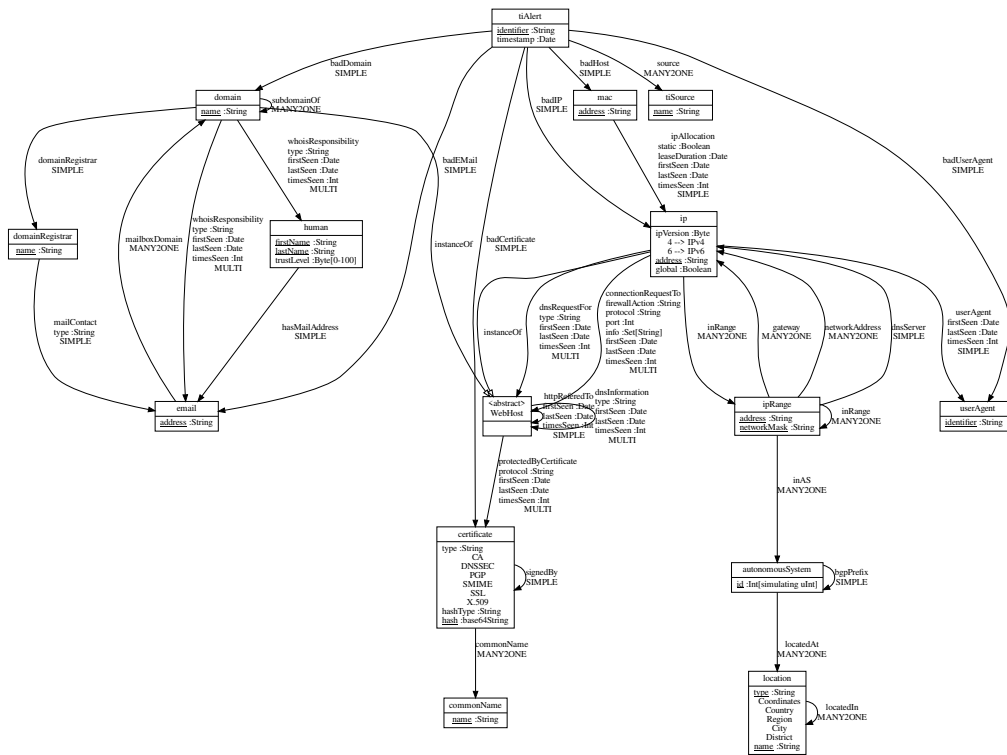 tiAlert
identifier :String
timestamp :Date
badDomain
SIMPLE
badHost
SIMPLE
source
MANY2ONE
domain
name :String
subdomainOf
MANY2ONE
badIP
SIMPLE
mac
address :String
tiSource
name :String
domainRegistrar
SIMPLE
whoisResponsibility
type :String
firstSeen :Date
lastSeen :Date
timesSeen :Int
MULTI
badEMail
SIMPLE
ipAllocation
static :Boolean
leaseDuration :Date
firstSeen :Date
lastSeen :Date
timesSeen :Int
SIMPLE
badUserAgent
SIMPLE
domainRegistrar
name :String
mailboxDomain
MANY2ONE
whoisResponsibility
type :String
firstSeen :Date
lastSeen :Date
timesSeen :Int
MULTI
human
firstName :String
lastName :String
trustLevel :Byte[0-100]
instanceOf
badCertificate
SIMPLE
ip
ipVersion :Byte
4 --> IPv4
6 --> IPv6
address :String
global :Boolean
mailContact
type :String
SIMPLE
hasMailAddress
SIMPLE
instanceOf
dnsRequestFor
type :String
firstSeen :Date
lastSeen :Date
timesSeen :Int
MULTI
connectionRequestTo
firewallAction :String
protocol :String
port :Int
info :Set[String]
firstSeen :Date
lastSeen :Date
timesSeen :Int
MULTI
inRange
MANY2ONE
gateway
MANY2ONE
networkAddress
MANY2ONE
dnsServer
SIMPLE
userAgent
firstSeen :Date
lastSeen :Date
timesSeen :Int
SIMPLE
email
address :String
<abstract>
WebHost
httpReferedTo
firstSeen :Date
lastSeen :Date
timesSeen :Int
SIMPLE
dnsInformation
type :String
firstSeen :Date
lastSeen :Date
timesSeen :Int
MULTI
ipRange
address :String
networkMask :String
inRange
MANY2ONE
userAgent
identifier :String
protectedByCertificate
protocol :String
firstSeen :Date
lastSeen :Date
timesSeen :Int
MULTI
inAS
MANY2ONE
certificate
type :String
CA
DNSSEC
PGP
SMIME
SSL
X.509
hashType :String
hash :base64String
signedBy
SIMPLE
autonomousSystem
id :Int[simulating uInt]
bgpPrefix
SIMPLE
commonName
MANY2ONE
locatedAt
MANY2ONE
commonName
name :String
location
type :String
Coordinates
Country
Region
City
District
name :String
locatedIn
MANY2ONE